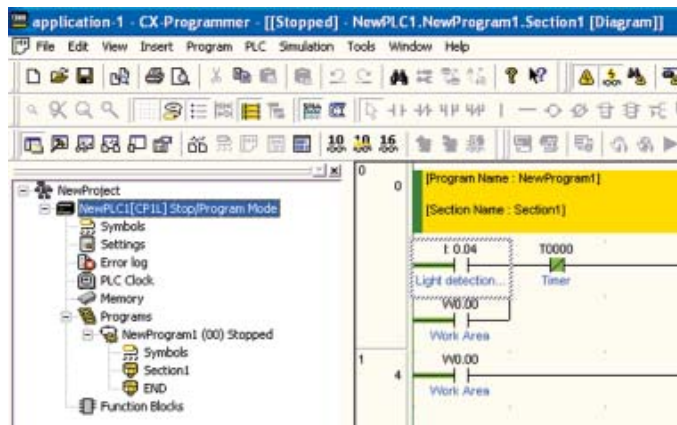 application-1 - CX-Programmer - [[Stopped] - NewPLC1.NewProgram1.Section1 [Diagram]]
File Edit View Insert Program PLC Simulation Tools Window Help
10 10 16
NewProject
NewPLC1[CP1L] Stop/Program Mode
Symbols
Settings
Error log
PLC Clock
Memory
Programs
NewProgram1 (00) Stopped
Symbols
Section1
END
Function Blocks
0
0
[Program Name : NewProgram1]
[Section Name : Section1]
I: 0.04
T0000
Light detection...
Timer
W0.00
Work Area
1
4
W0.00
Work Area